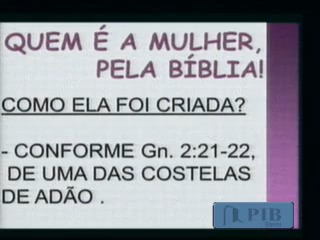 QUEM É A MULHER,
PELA BÍBLIA!
COMO ELA FOI CRIADA?
- CONFORME Gn. 2:21-22,
DE UMA DAS COSTELAS
DE ADÃO .
PIB